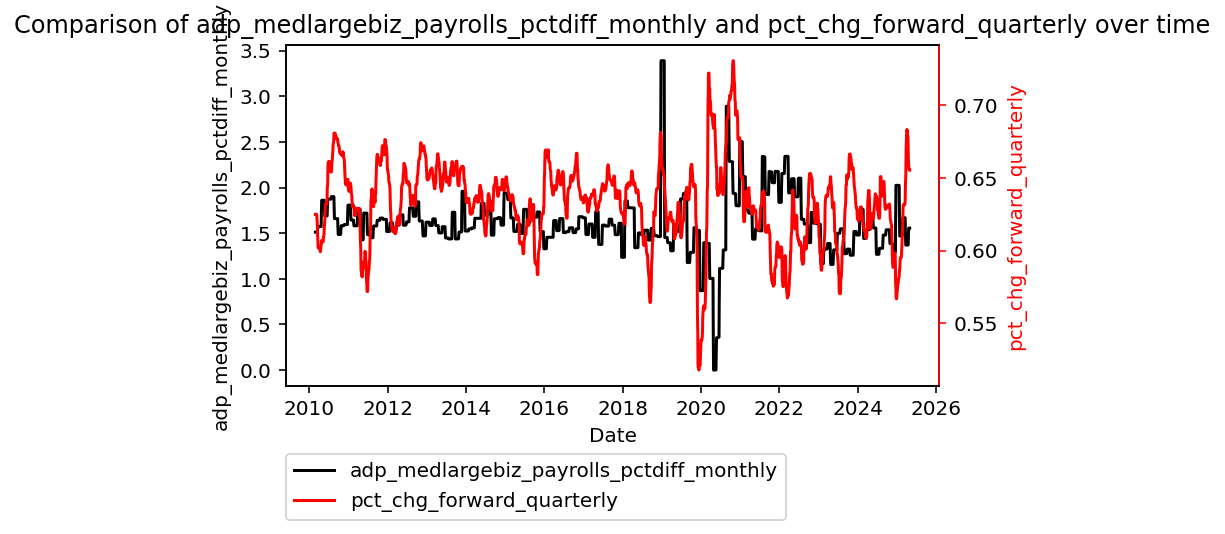 Comparison of adp_medlargebiz_payrolls_pctdiff_monthly and pct_chg_forward_quarterly over time
adp_medlargebiz_payrolls_pctdiff_monthly
3.5
3.0
2.5
2.0
1.5
1.0
0.5
0.0
0.70
0.65
0.60
0.55
pct_chg_forward_quarterly
2010 2012 2014 2016 2018 2020 2022 2024 2026
Date
adp_medlargebiz_payrolls_pctdiff_monthly
pct_chg_forward_quarterly